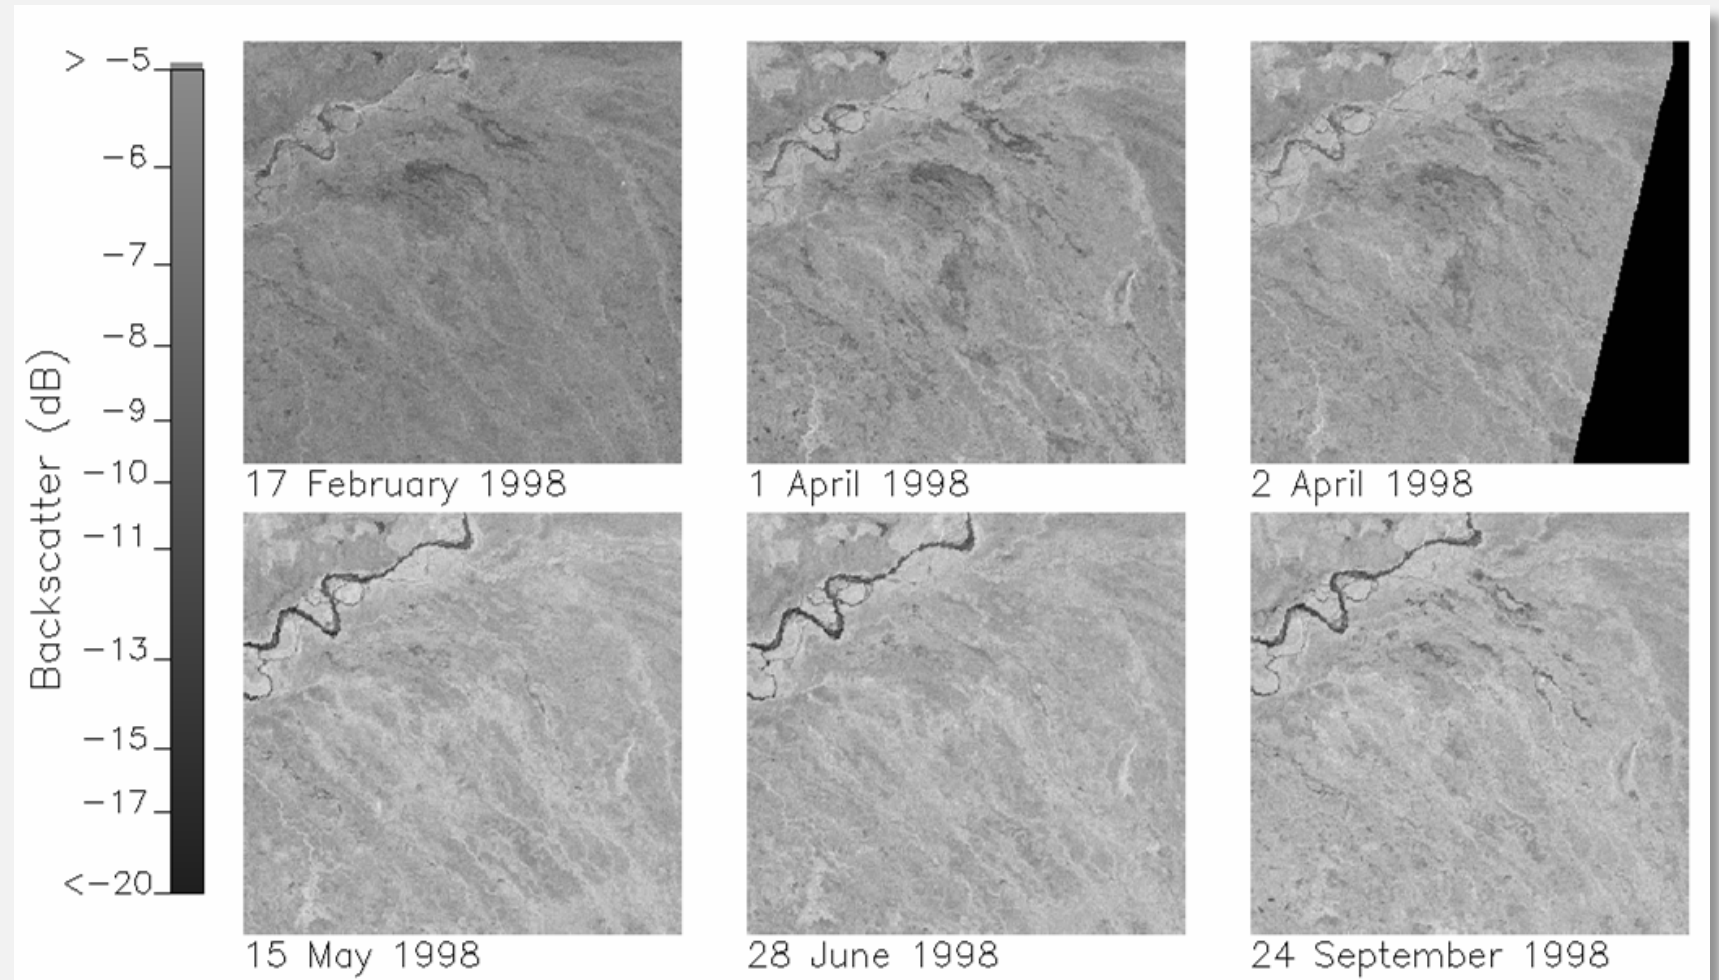 > -5
-6
-7
-8
-9
-10
-11
-13
-15
-17
<-20
Backscatter (dB)
17 February 1998
1 April 1998
2 April 1998
15 May 1998
28 June 1998
24 September 1998